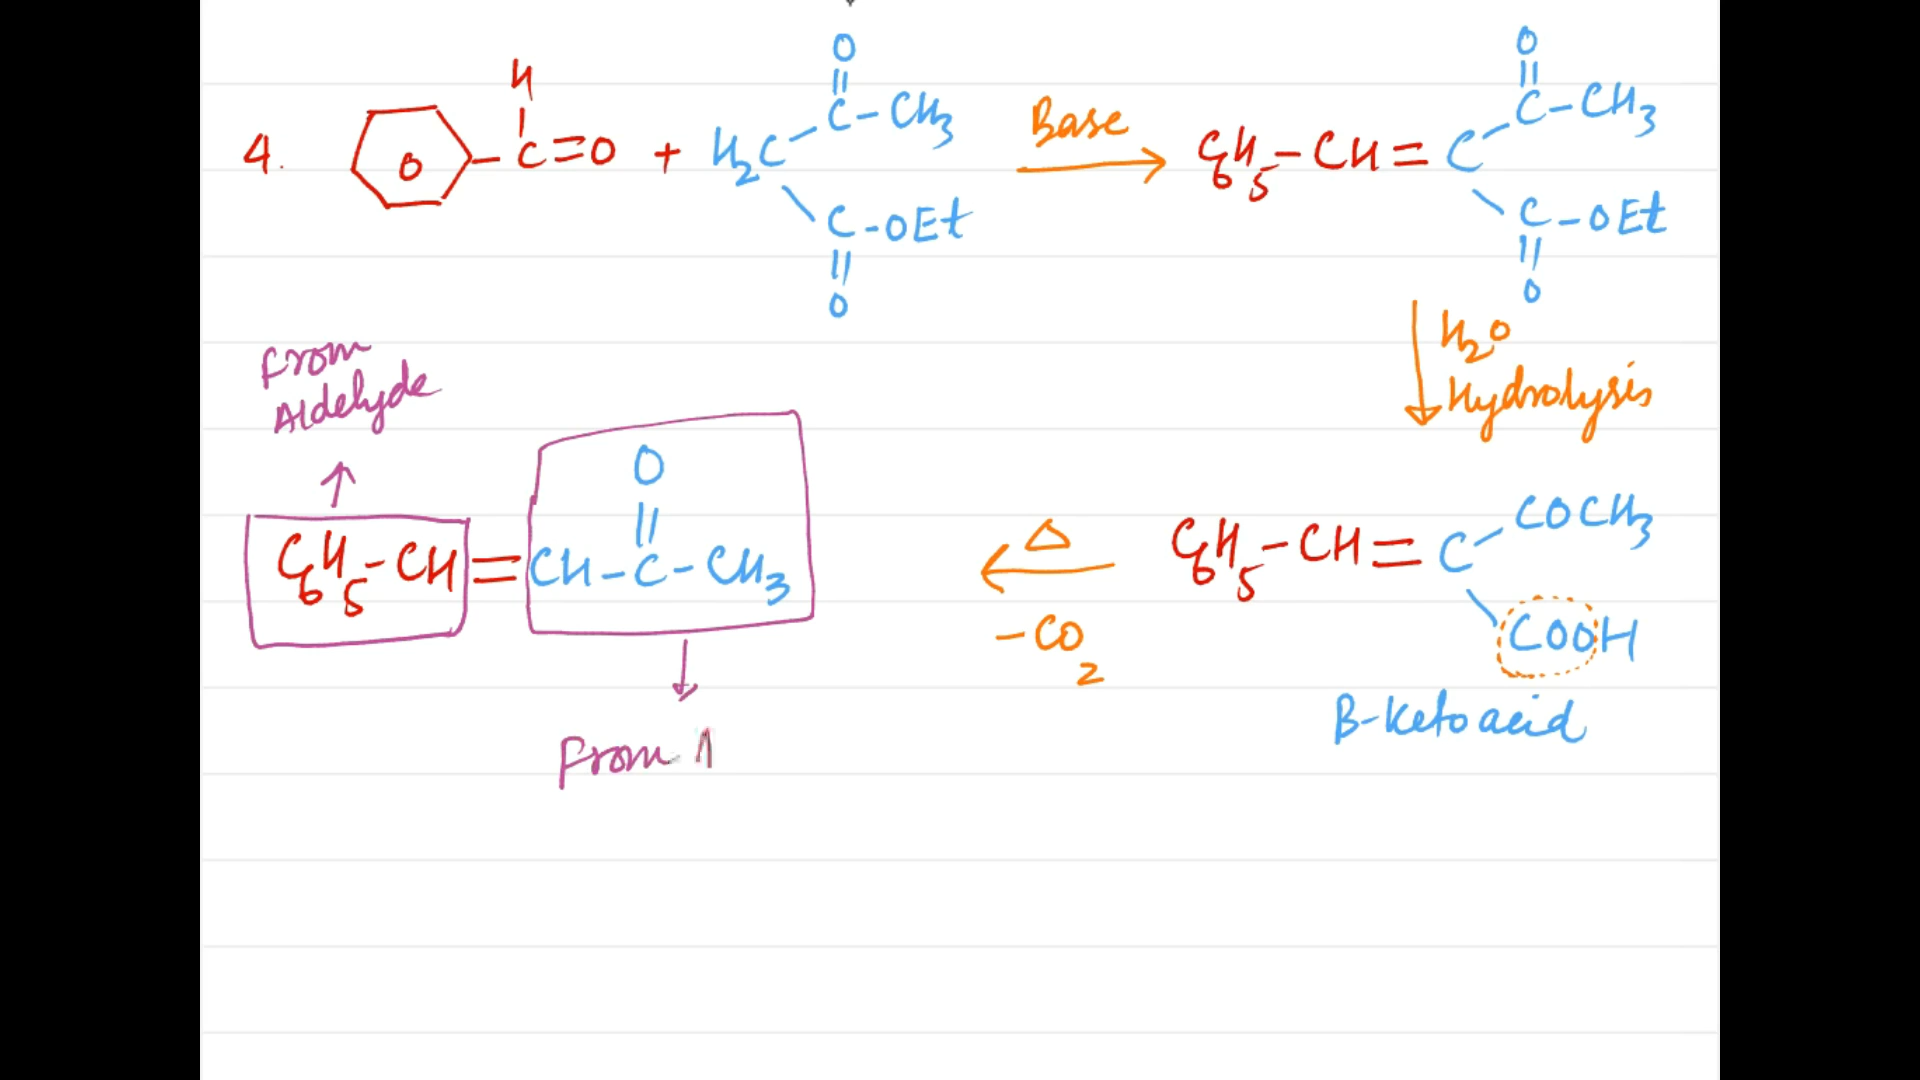 O O
H || ||
4. O - C = O + H₂C - C - CH₃ Base C₆H₅ - CH = C - C - CH₃
C - OEt C - OEt
|| ||
O O
H₂O
Hydrolysis
From
Aldelyde
O
||
C₆H₅ - CH = CH - C - CH₃ Δ C₆H₅ - CH = C - COCH₃
- CO₂ COOH
B-Keto acid
From